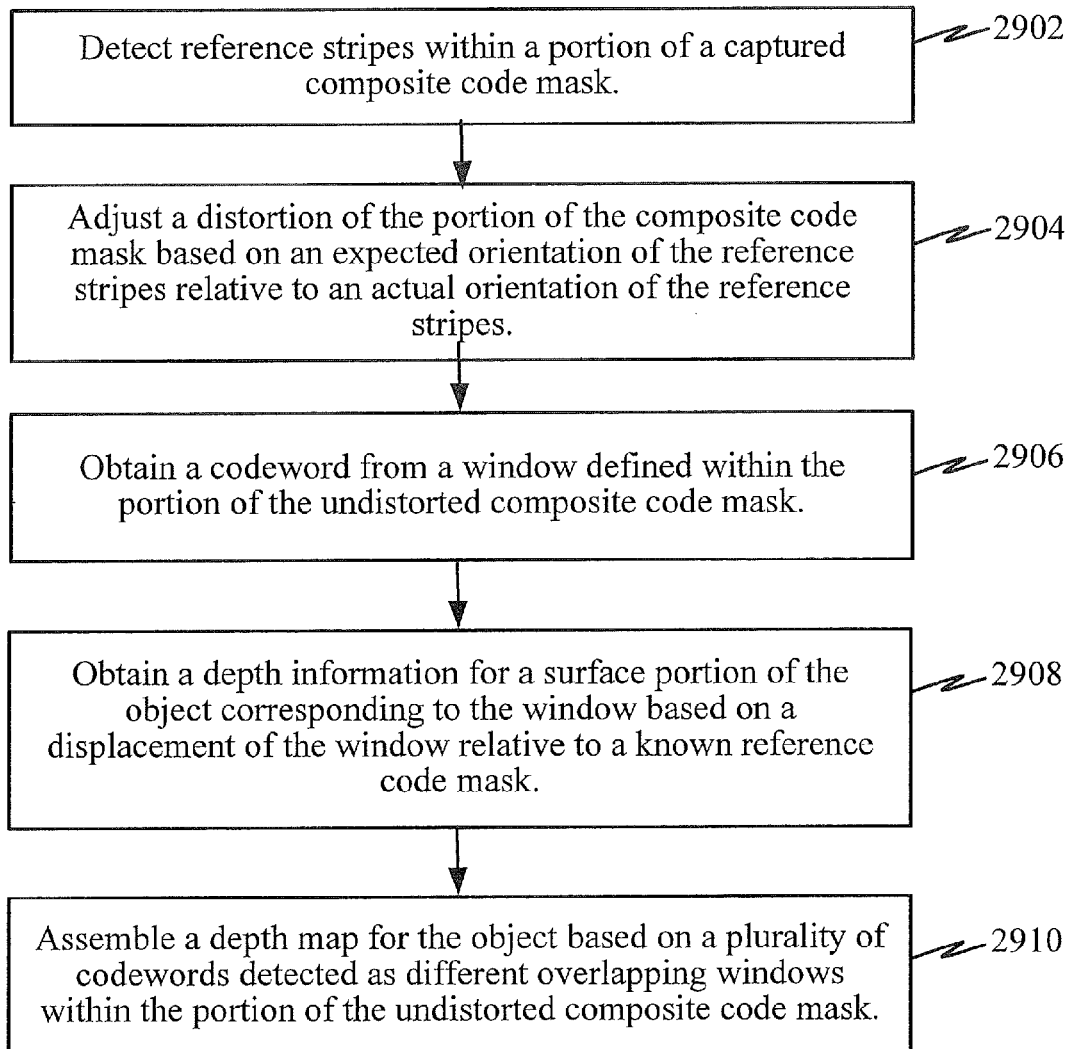 Detect reference stripes within a portion of a captured
composite code mask.
2902
Adjust a distortion of the portion of the composite code
mask based on an expected orientation of the reference
stripes relative to an actual orientation of the reference
stripes.
2904
Obtain a codeword from a window defined within the
portion of the undistorted composite code mask.
2906
Obtain a depth information for a surface portion of the
object corresponding to the window based on a
displacement of the window relative to a known reference
code mask.
2908
Assemble a depth map for the object based on a plurality of
codewords detected as different overlapping windows
within the portion of the undistorted composite code mask.
2910